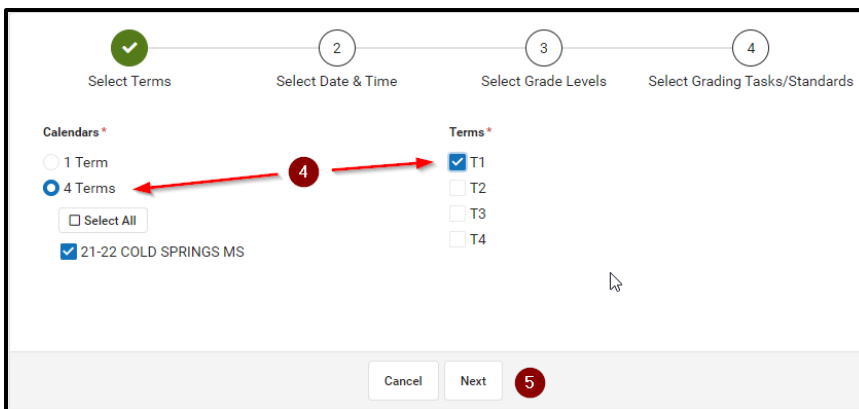 2 3 4
Select Terms Select Date & Time Select Grade Levels Select Grading Tasks/Standards
Calendars * Terms *
1 Term T1
4 Terms 4 T2
Select All T3
21-22 COLD SPRINGS MS T4
Cancel Next 5